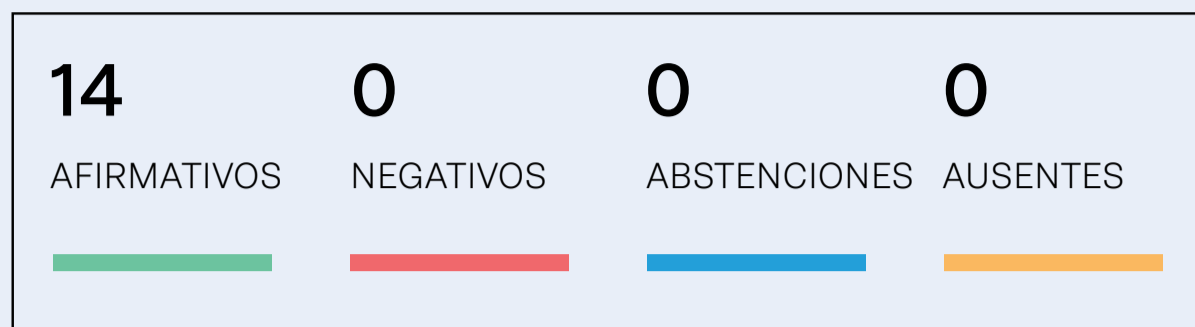 14 0 0 0
AFIRMATIVOS NEGATIVOS ABSTENCIONES AUSENTES